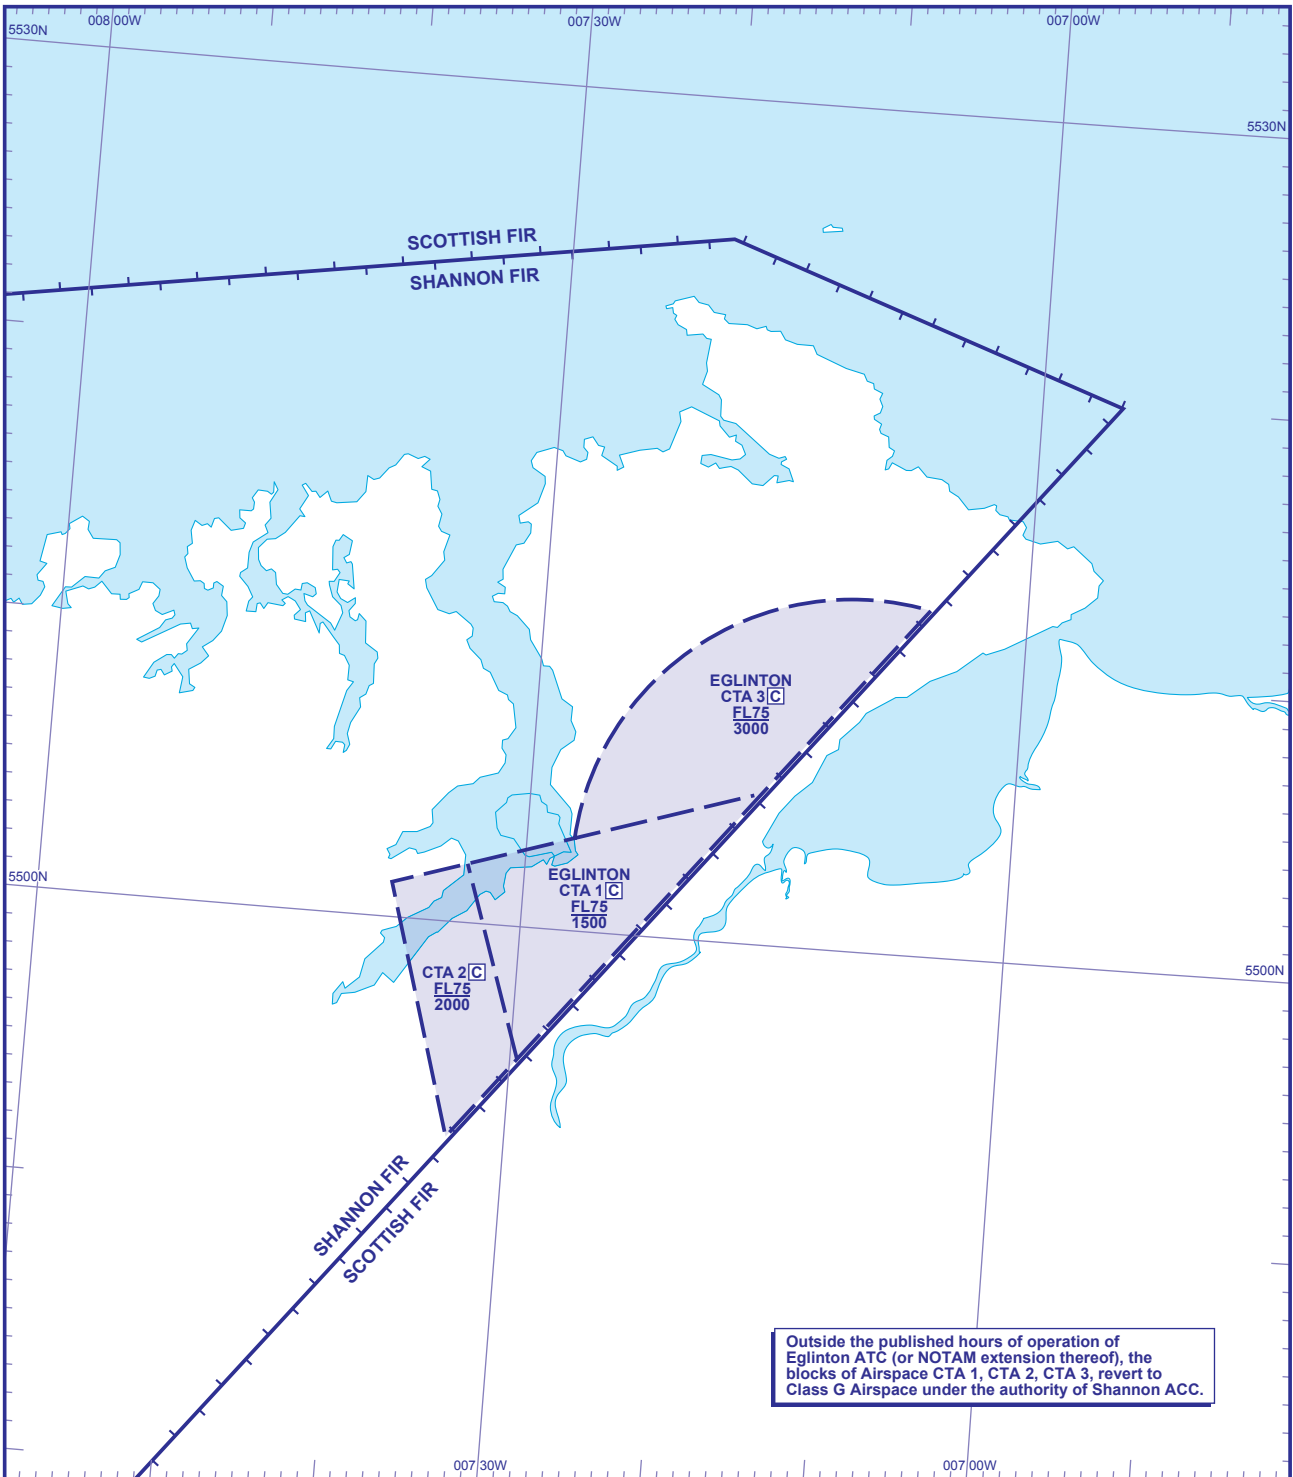 008 00W
007 30W
007 00W
5530N
5530N
SCOTTISH FIR
SHANNON FIR
EGLINTON
CTA 3 C
FL75
3000
5500N
EGLINTON
CTA 1 C
FL75
1500
CTA 2 C
FL75
2000
5500N
SHANNON FIR
SCOTTISH FIR
Outside the published hours of operation of
Eglinton ATC (or NOTAM extension thereof), the
blocks of Airspace CTA 1, CTA 2, CTA 3, revert to
Class G Airspace under the authority of Shannon ACC.
007 30W
007 00W